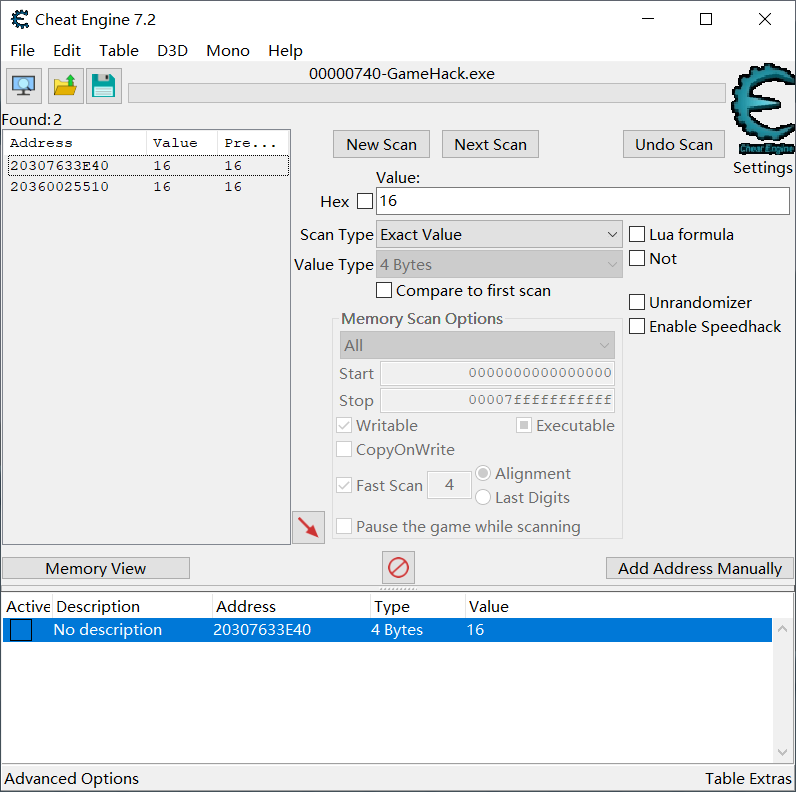 Cheat Engine 7.2
File Edit Table D3D Mono Help
00000740-GameHack.exe
Found: 2
Address Value Pre...
20307633E40 16 16
20360025510 16 16
New Scan Next Scan Undo Scan
Cheat Engine
Settings
Value:
Hex 16
Scan Type Exact Value
Lua formula
Value Type 4 Bytes
Not
Compare to first scan
Unrandomizer
Enable Speedhack
Memory Scan Options
All
Start 0000000000000000
Stop 00007fffffffffff
Writable Executable
CopyOnWrite
Fast Scan 4 Alignment
Last Digits
Pause the game while scanning
Memory View Add Address Manually
Active Description Address Type Value
No description 20307633E40 4 Bytes 16
Advanced Options Table Extras